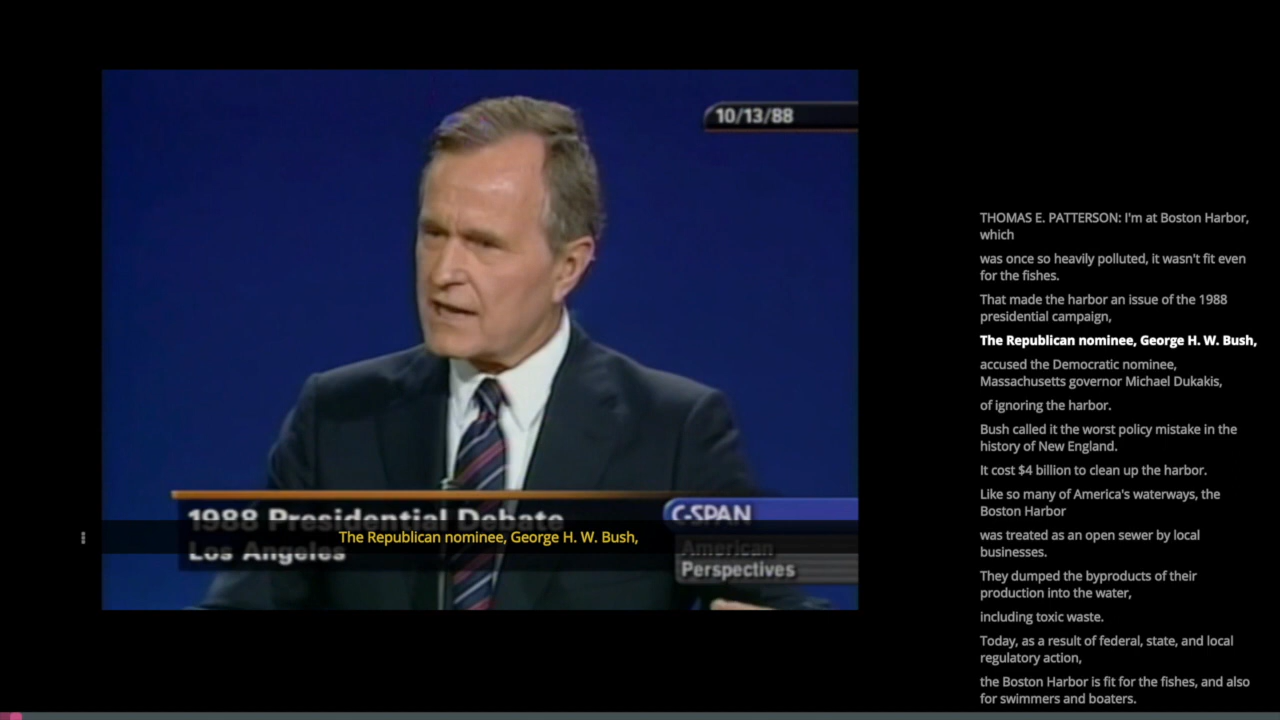 10/13/88
1988 Presidential Debate
Los Angeles
C-SPAN
American
Perspectives
The Republican nominee, George H. W. Bush,
THOMAS E. PATTERSON: I'm at Boston Harbor,
which
was once so heavily polluted, it wasn't fit even
for the fishes.
That made the harbor an issue of the 1988
presidential campaign,
The Republican nominee, George H. W. Bush,
accused the Democratic nominee,
Massachusetts governor Michael Dukakis,
of ignoring the harbor.
Bush called it the worst policy mistake in the
history of New England.
It cost $4 billion to clean up the harbor.
Like so many of America's waterways, the
Boston Harbor
was treated as an open sewer by local
businesses.
They dumped the byproducts of their
production into the water,
including toxic waste.
Today, as a result of federal, state, and local
regulatory action,
the Boston Harbor is fit for the fishes, and also
for swimmers and boaters.